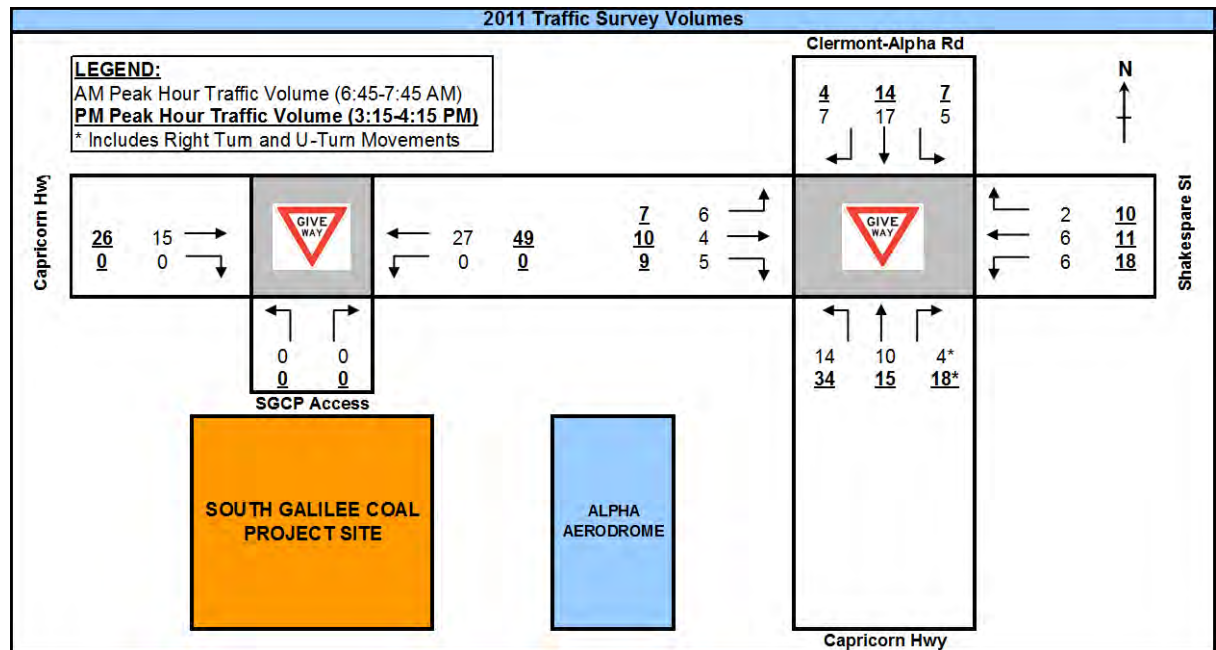 2011 Traffic Survey Volumes
LEGEND:
AM Peak Hour Traffic Volume (6:45-7:45 AM)
PM Peak Hour Traffic Volume (3:15-4:15 PM)
* Includes Right Turn and U-Turn Movements
Clermont-Alpha Rd
N
4 14 7
7 17 5
Capricorn Hwy
26 15
0 0
GIVE WAY
27 49
0 0
7 6
10 4
9 5
GIVE WAY
2 10
6 11
6 18
Shakespare St
0 0
0 0
SGCP Access
14 10 4*
34 15 18*
SOUTH GALILEE COAL
PROJECT SITE
ALPHA
AERODROME
Capricorn Hwy